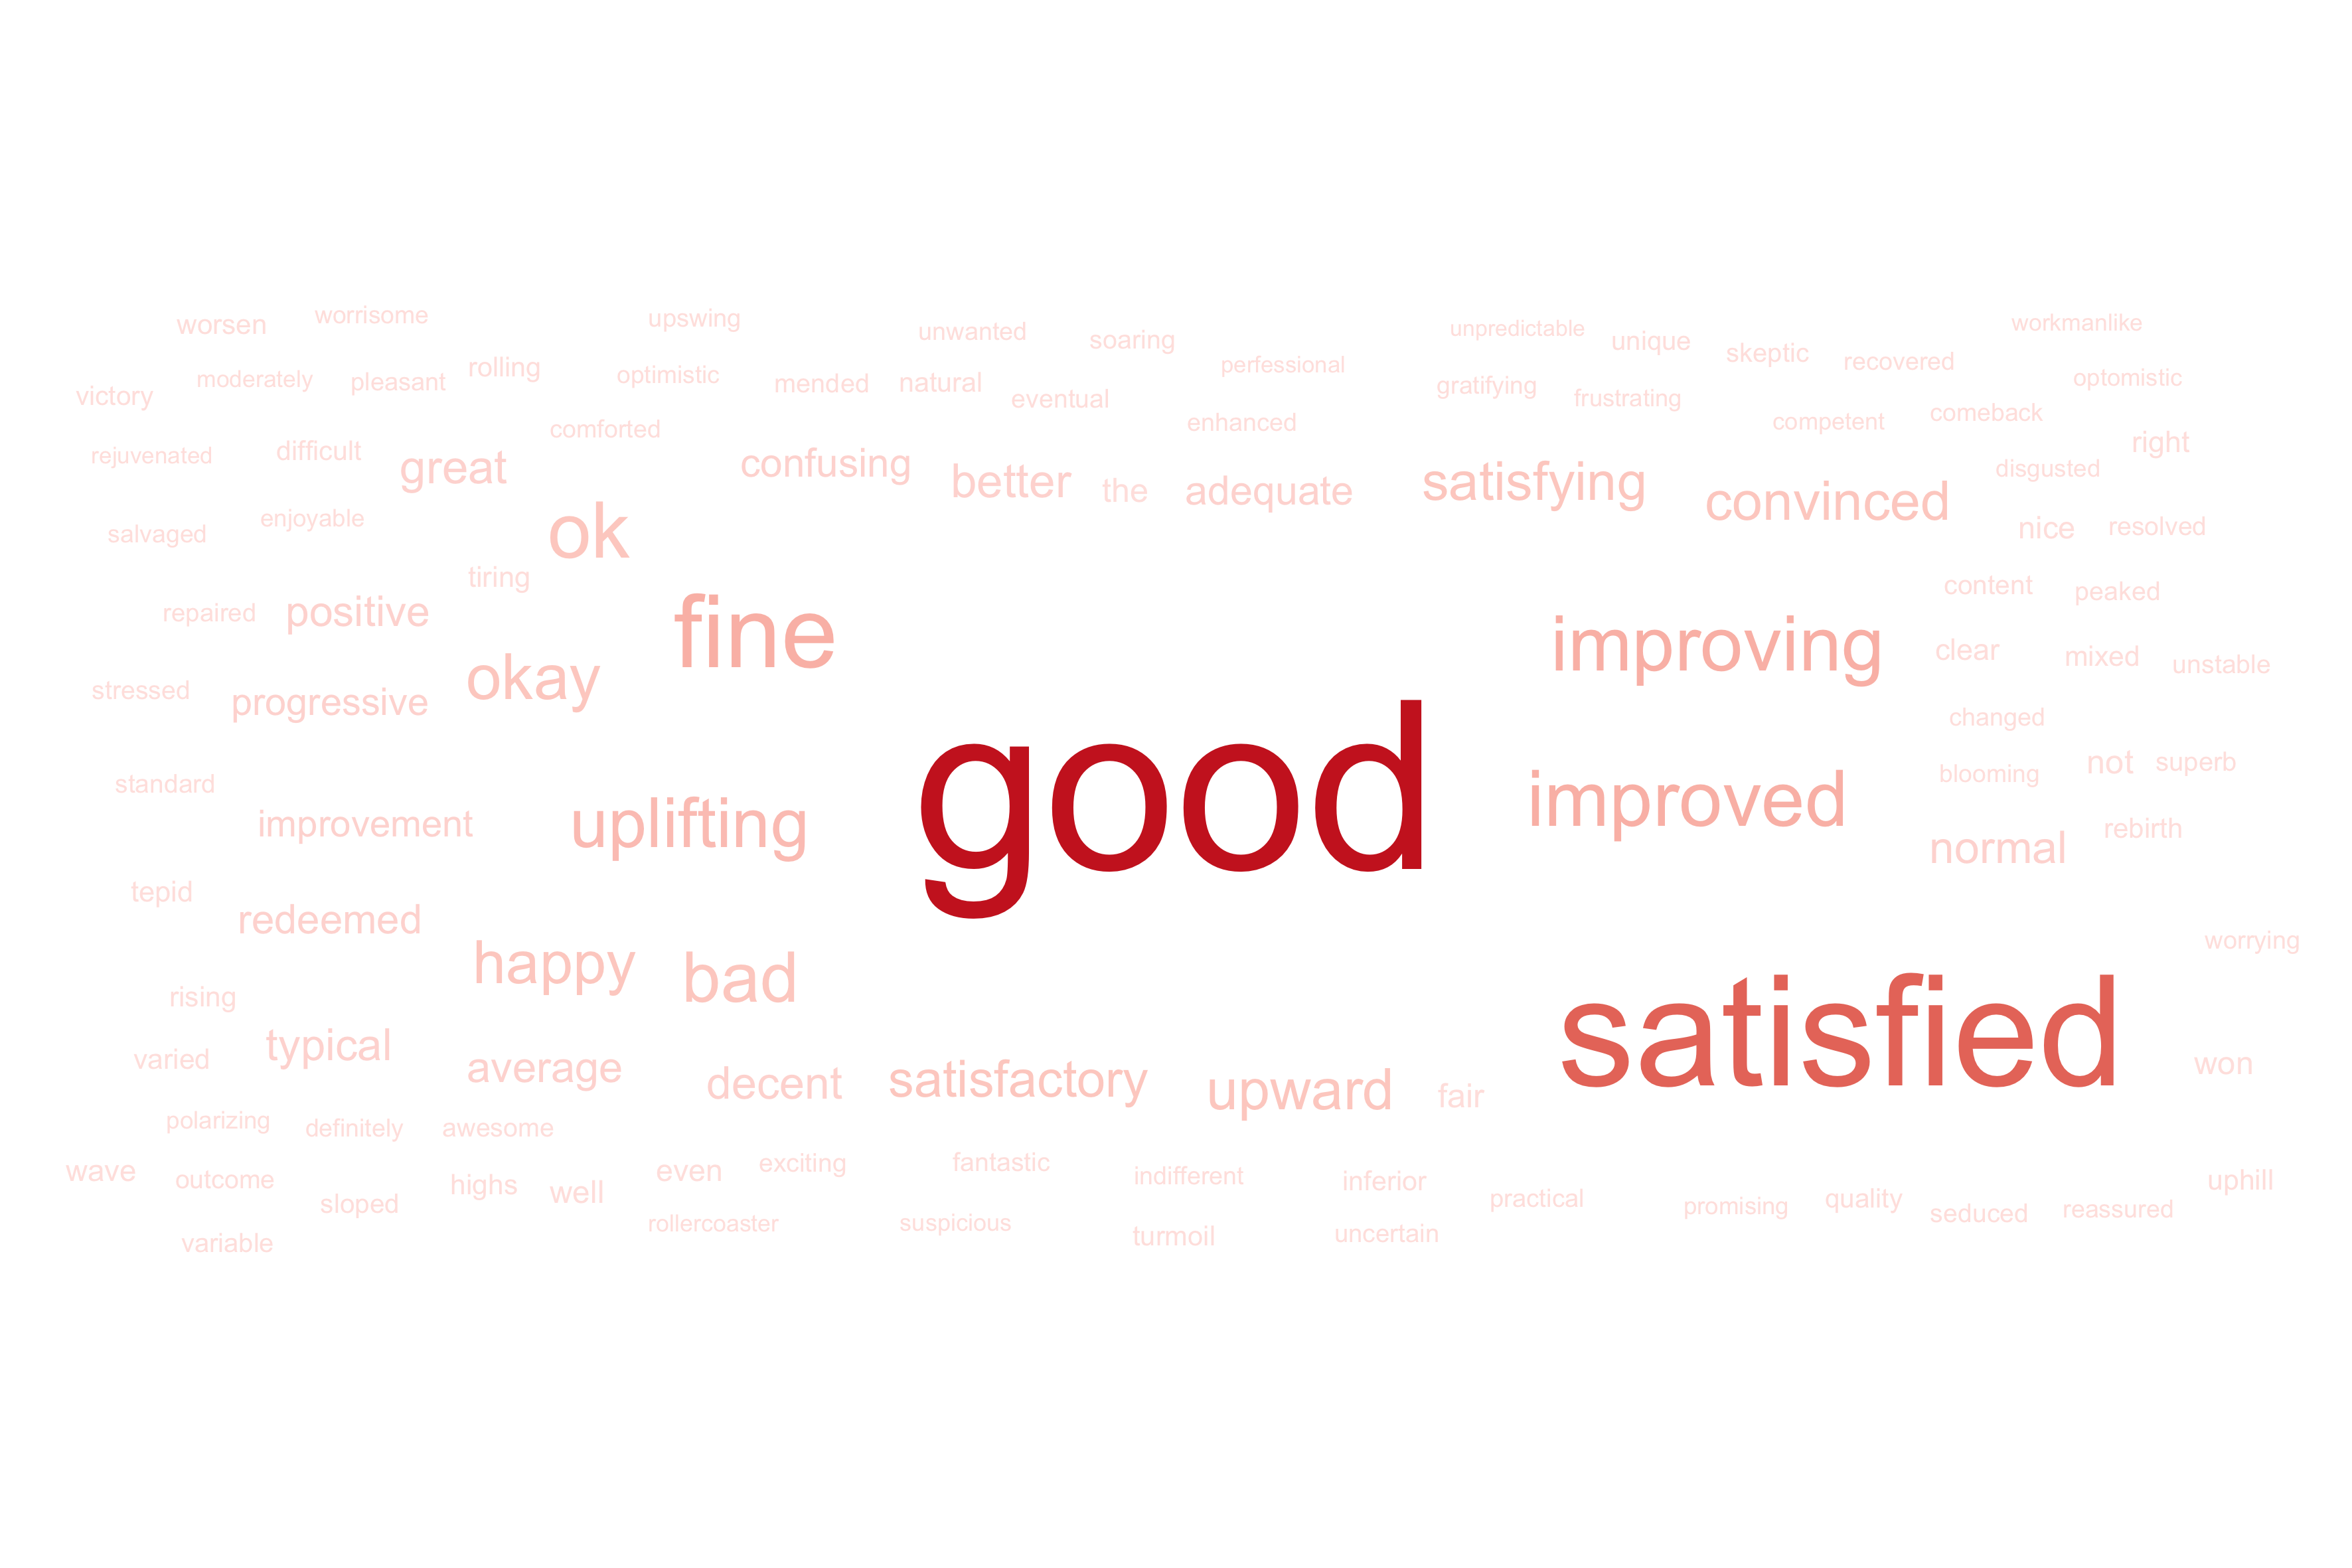 worsen worrisome upswing unwanted soaring unpredictable unique skeptic recovered workmanlike
victory moderately pleasant rolling optimistic mended natural eventual perfessional gratifying frustrating optomistic
comforted enhanced competent comeback right
rejuvenated difficult great confusing better the adequate satisfying convinced disgusted
salvaged enjoyable ok nice resolved
tiring content peaked
repaired positive fine improving clear mixed unstable
stressed progressive okay changed
standard improvement uplifting good improved blooming not superb
normal rebirth
tepid redeemed happy bad worrying
rising satisfied
varied typical average decent satisfactory upward fair won
polarizing definitely awesome
wave outcome sloped highs well even exciting fantastic indifferent inferior practical promising quality seduced reassured uphill
variable rollercoaster suspicious turmoil uncertain